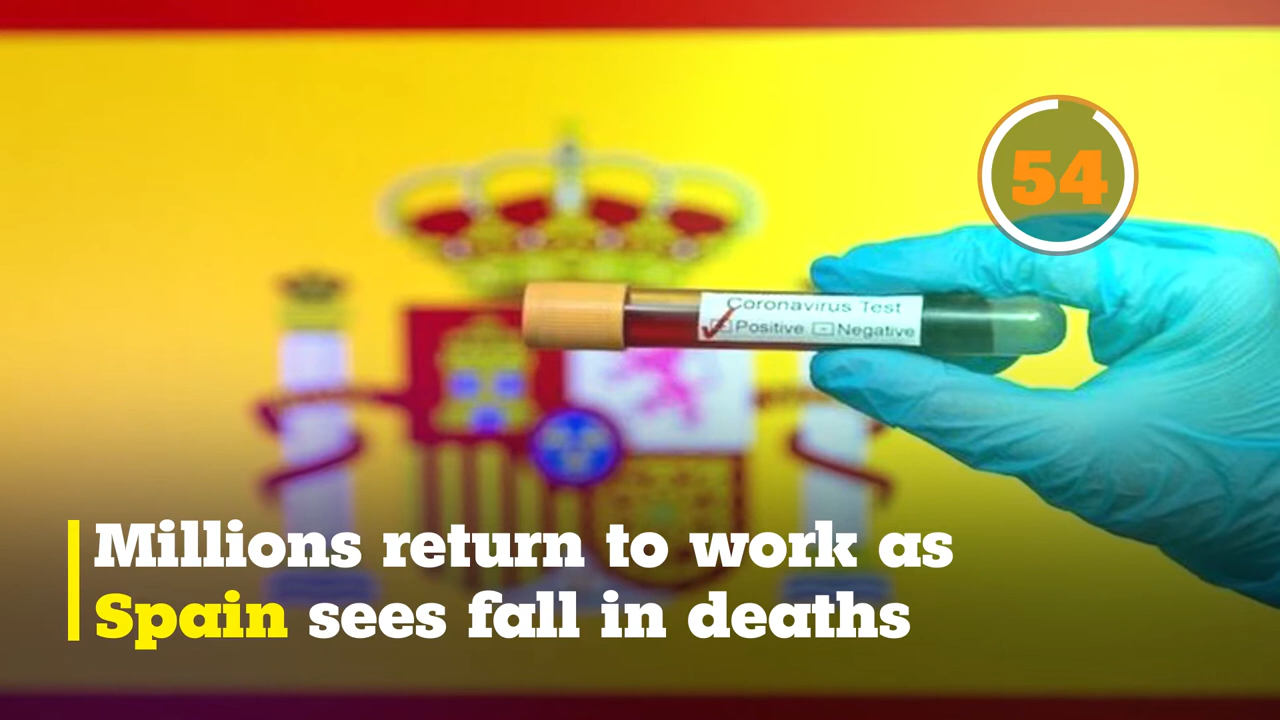 54
Coronavirus Test
Positive Negative
Millions return to work as
Spain sees fall in deaths